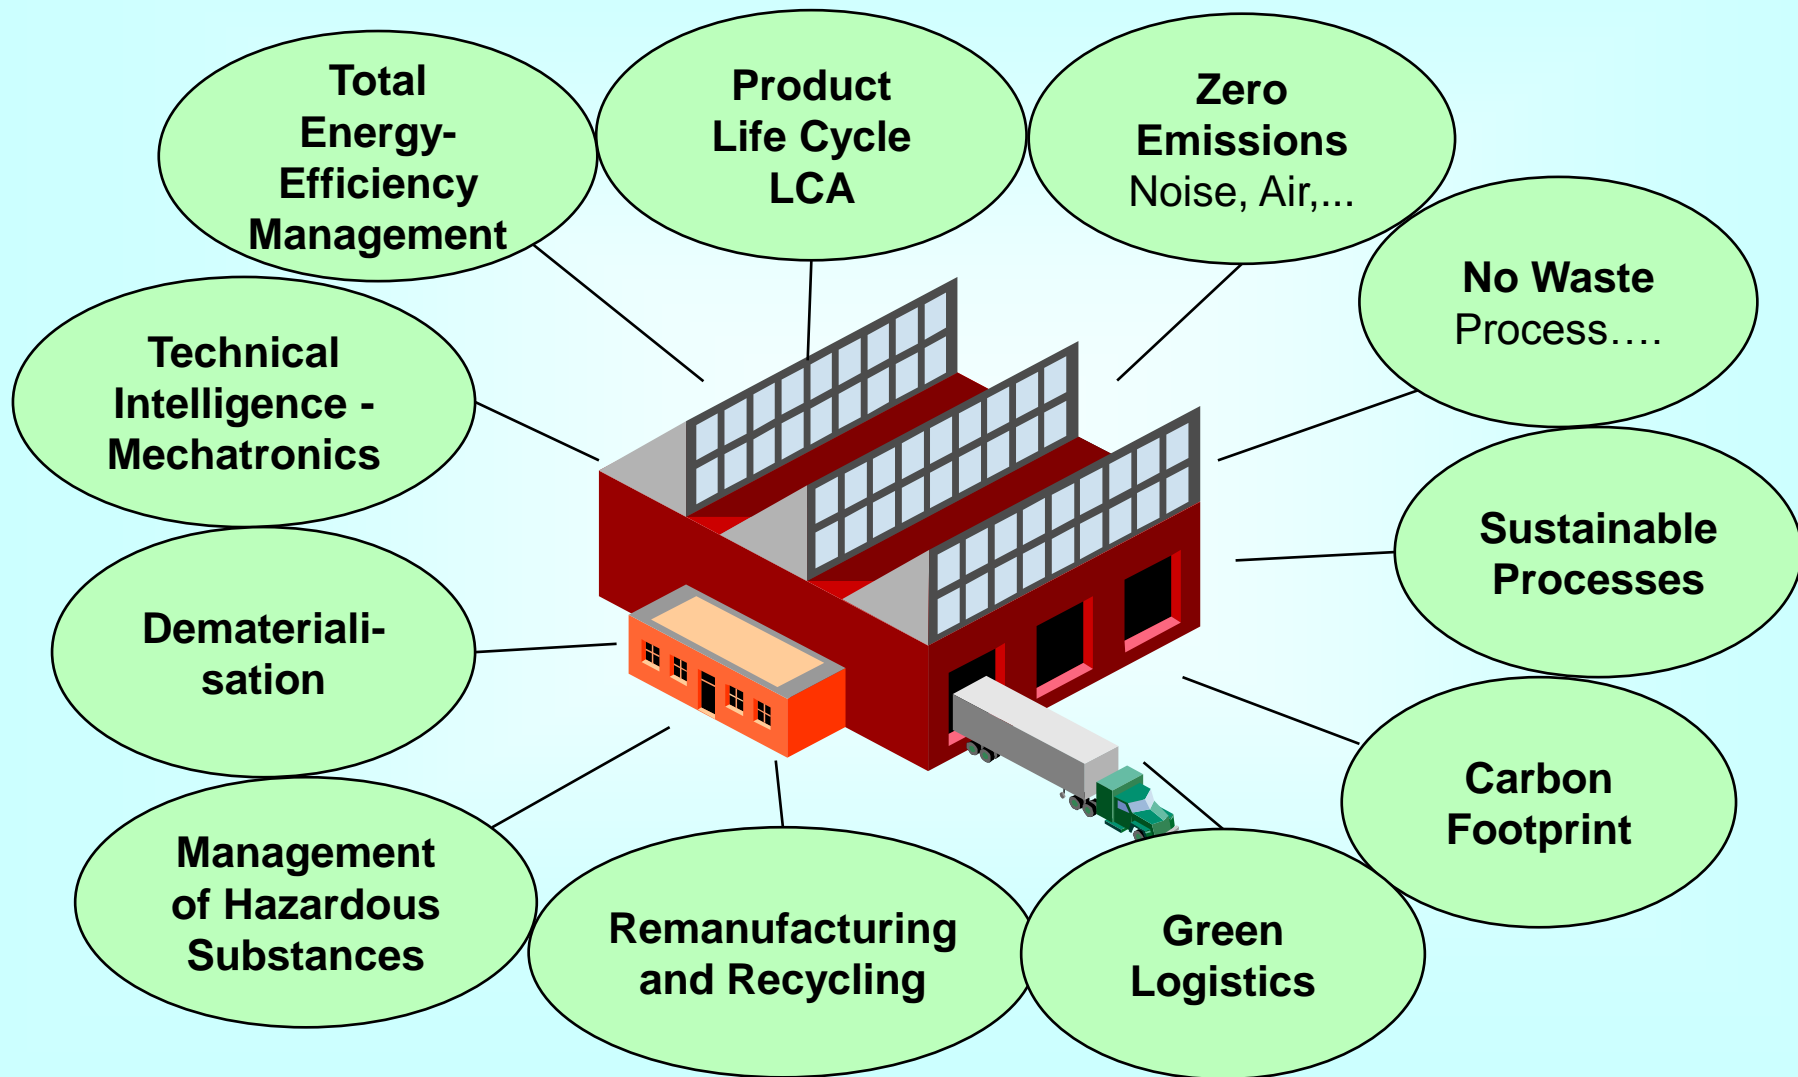 Total
Energy-
Efficiency
Management
Product
Life Cycle
LCA
Zero
Emissions
Noise, Air,...
No Waste
Process....
Technical
Intelligence -
Mechatronics
Sustainable
Processes
Demateriali-
sation
Carbon
Footprint
Management
of Hazardous
Substances
Remanufacturing
and Recycling
Green
Logistics